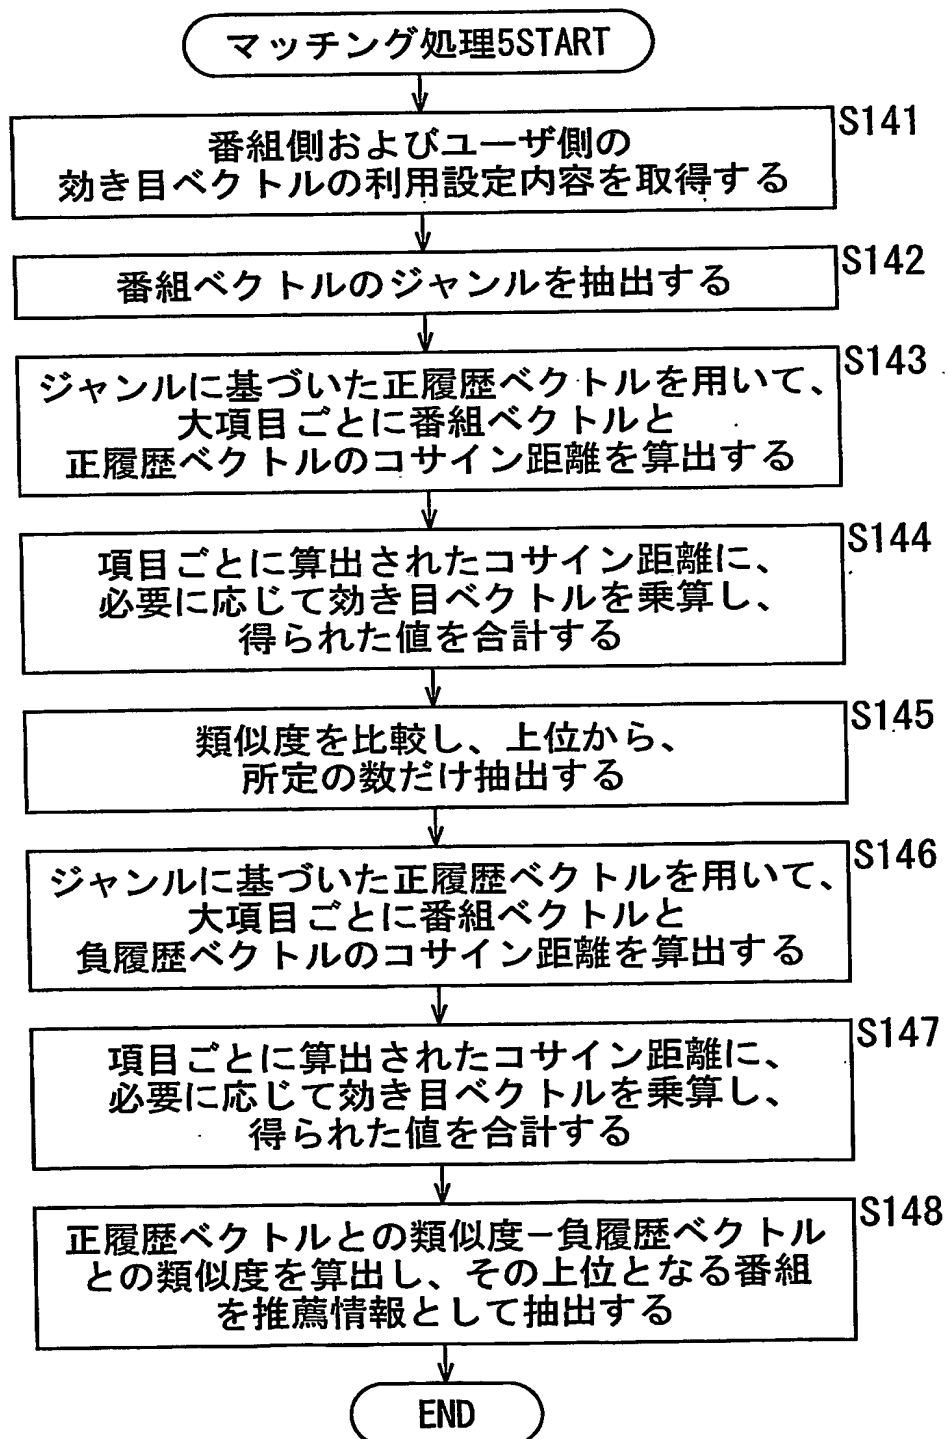 マッチング処理5START
S141
番組側およびユーザ側の
効き目ベクトルの利用設定内容を取得する
S142
番組ベクトルのジャンルを抽出する
S143
ジャンルに基づいた正履歴ベクトルを用いて、
大項目ごとに番組ベクトルと
正履歴ベクトルのコサイン距離を算出する
S144
項目ごとに算出されたコサイン距離に、
必要に応じて効き目ベクトルを乗算し、
得られた値を合計する
S145
類似度を比較し、上位から、
所定の数だけ抽出する
S146
ジャンルに基づいた正履歴ベクトルを用いて、
大項目ごとに番組ベクトルと
負履歴ベクトルのコサイン距離を算出する
S147
項目ごとに算出されたコサイン距離に、
必要に応じて効き目ベクトルを乗算し、
得られた値を合計する
S148
正履歴ベクトルとの類似度-負履歴ベクトル
との類似度を算出し、その上位となる番組
を推薦情報として抽出する
END